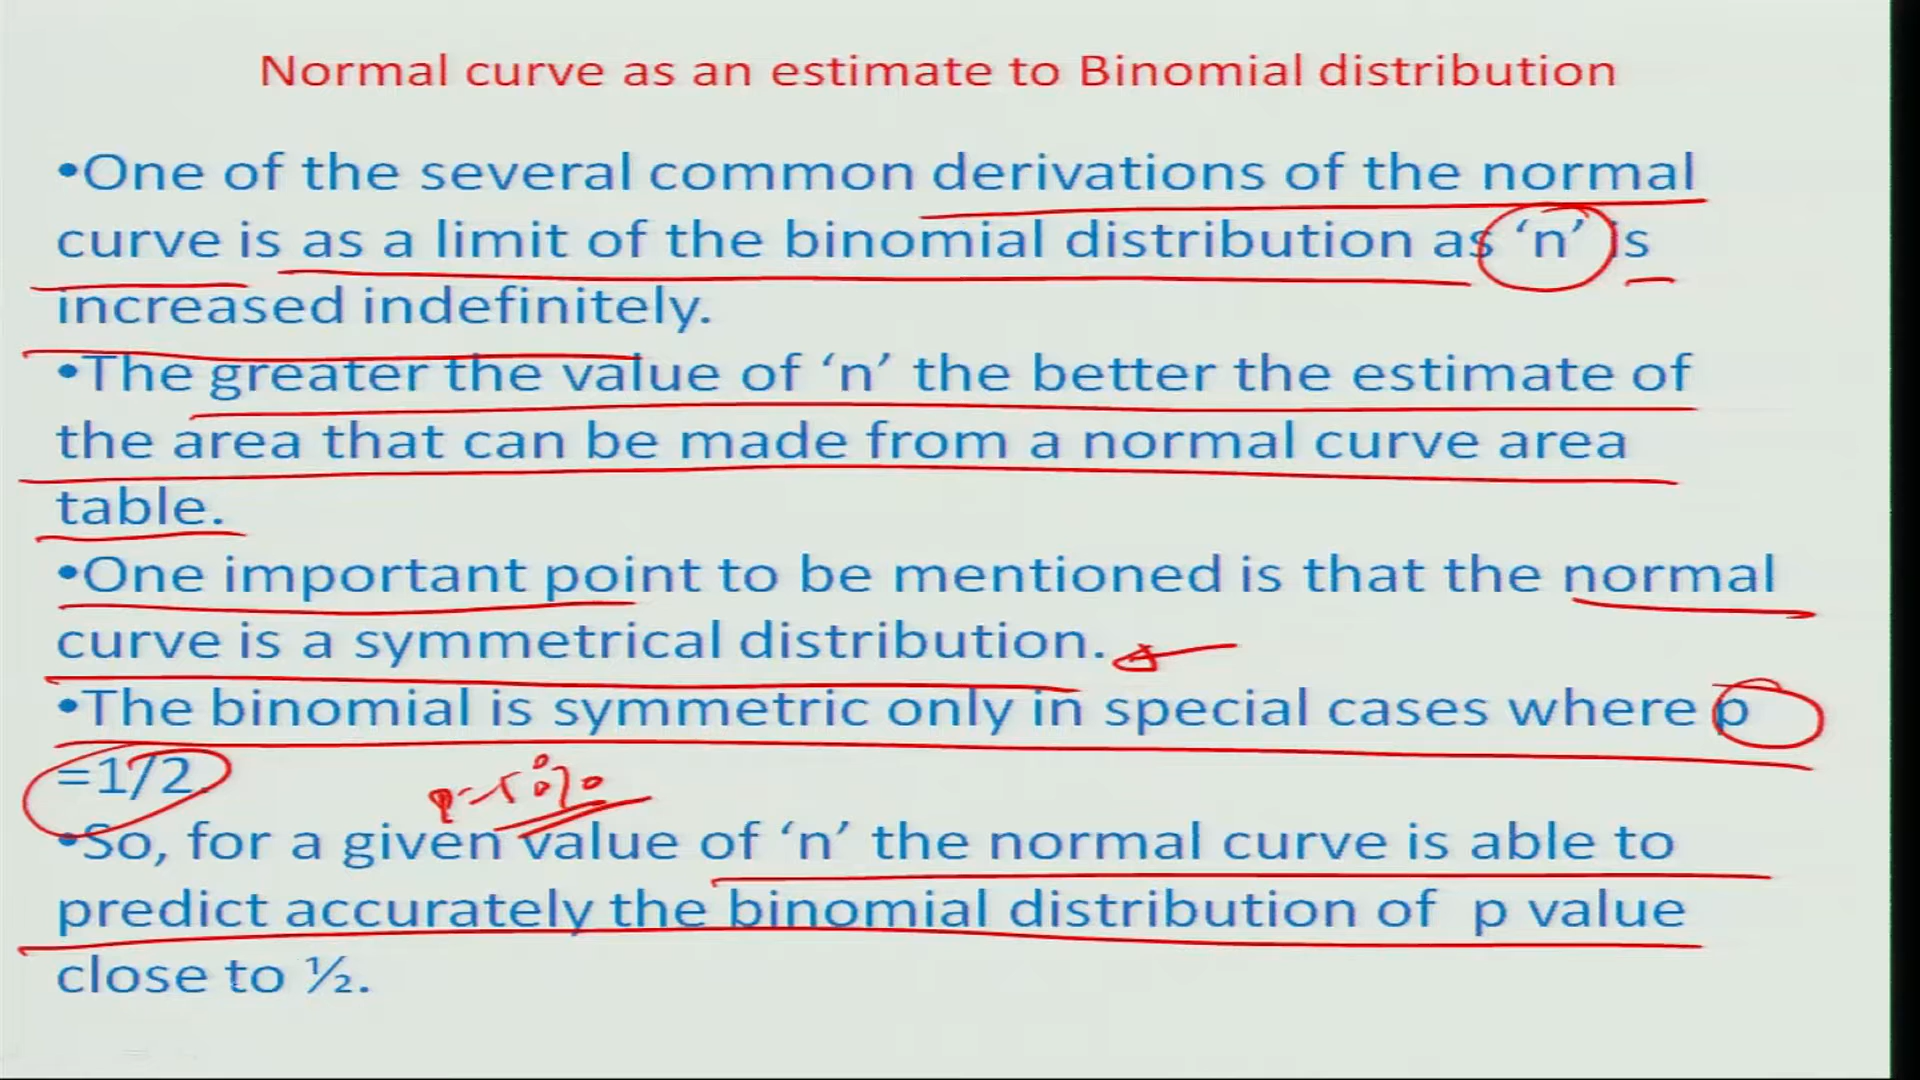 Normal curve as an estimate to Binomial distribution
•One of the several common derivations of the normal
curve is as a limit of the binomial distribution as ‘n’ is
increased indefinitely.
•The greater the value of ‘n’ the better the estimate of
the area that can be made from a normal curve area
table.
•One important point to be mentioned is that the normal
curve is a symmetrical distribution.
•The binomial is symmetric only in special cases where p
=1/2.
•So, for a given value of ‘n’ the normal curve is able to
predict accurately the binomial distribution of p value
close to ½.